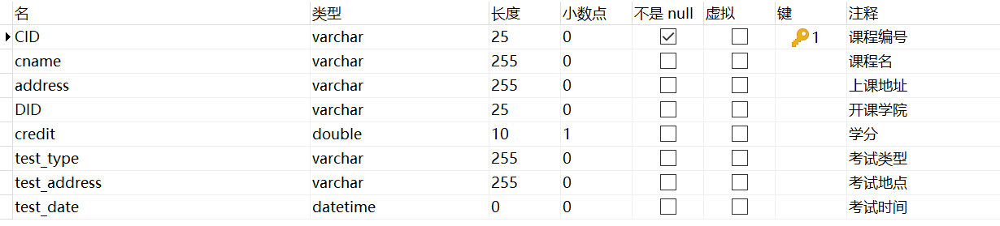 名 类型 长度 小数点 不是 null 虚拟 键 注释
CID varchar 25 0 1 课程编号
cname varchar 255 0 课程名
address varchar 255 0 上课地址
DID varchar 25 0 开课学院
credit double 10 1 学分
test_type varchar 255 0 考试类型
test_address varchar 255 0 考试地点
test_date datetime 0 0 考试时间